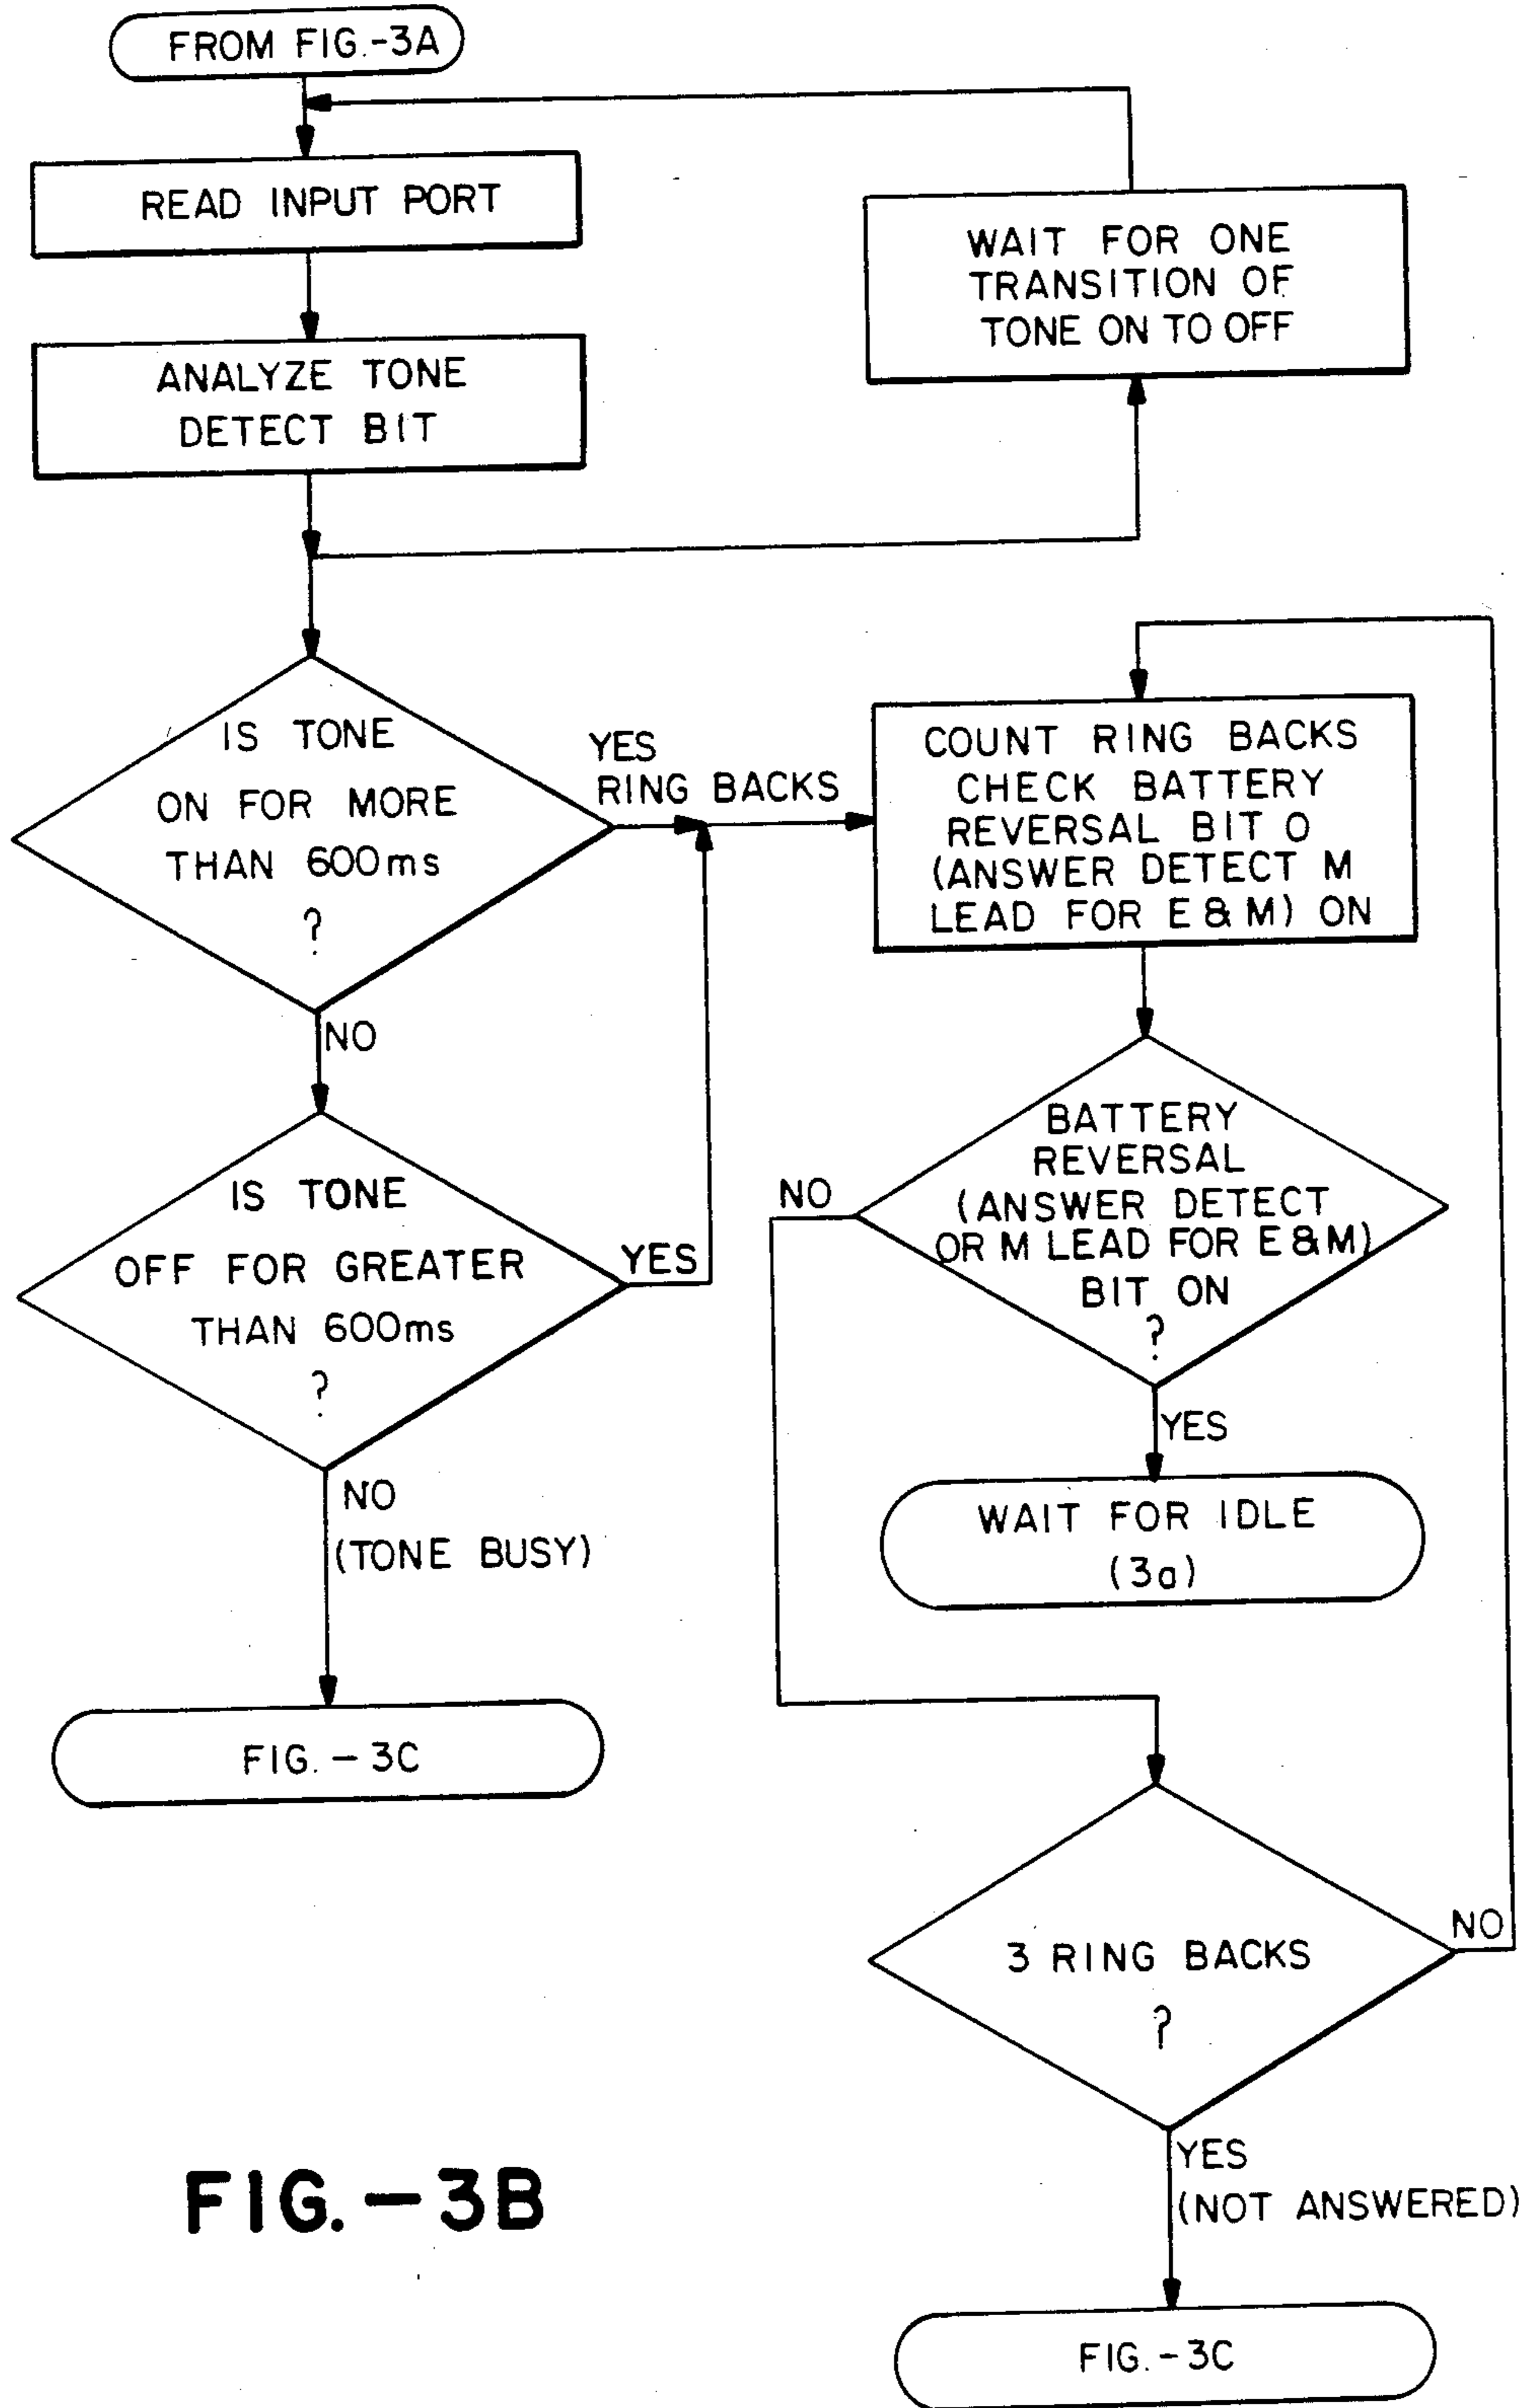 FROM FIG.-3A
READ INPUT PORT
WAIT FOR ONE
TRANSITION OF
TONE ON TO OFF
ANALYZE TONE
DETECT BIT
IS TONE
ON FOR MORE
THAN 600ms
?
YES
RING BACKS
NO
COUNT RING BACKS
CHECK BATTERY
REVERSAL BIT O
(ANSWER DETECT M
LEAD FOR E & M) ON
IS TONE
OFF FOR GREATER
THAN 600ms
?
YES
NO
(TONE BUSY)
FIG. - 3C
BATTERY
REVERSAL
(ANSWER DETECT
OR M LEAD FOR E & M)
BIT ON
?
NO
YES
WAIT FOR IDLE
(3a)
3 RING BACKS
?
NO
YES
(NOT ANSWERED)
FIG. - 3C
FIG. - 3B